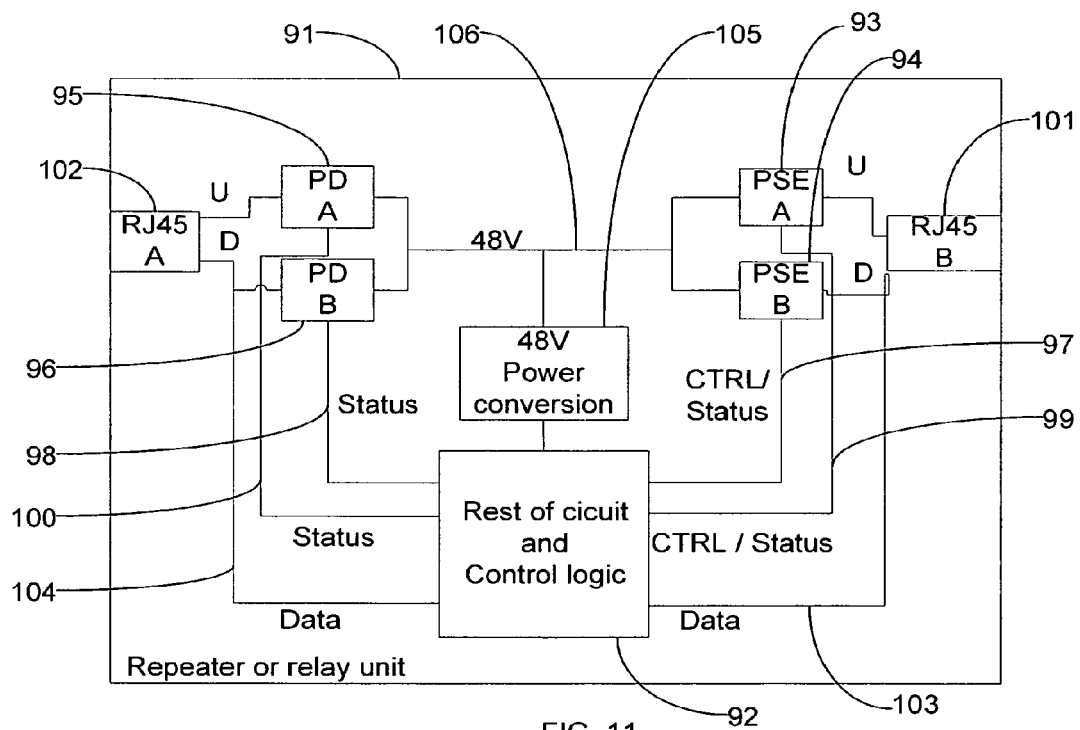 91
106
105
93
94
95
101
102
U
PD
A
PSE
A
U
RJ45
A
D
48V
RJ45
B
PD
B
PSE
B
D
96
48V
Power
conversion
97
CTRL/
Status
Status
98
99
100
Rest of cicuit
and
Control logic
Status
CTRL / Status
104
Data
Data
Repeater or relay unit
103
92
FIG. 11